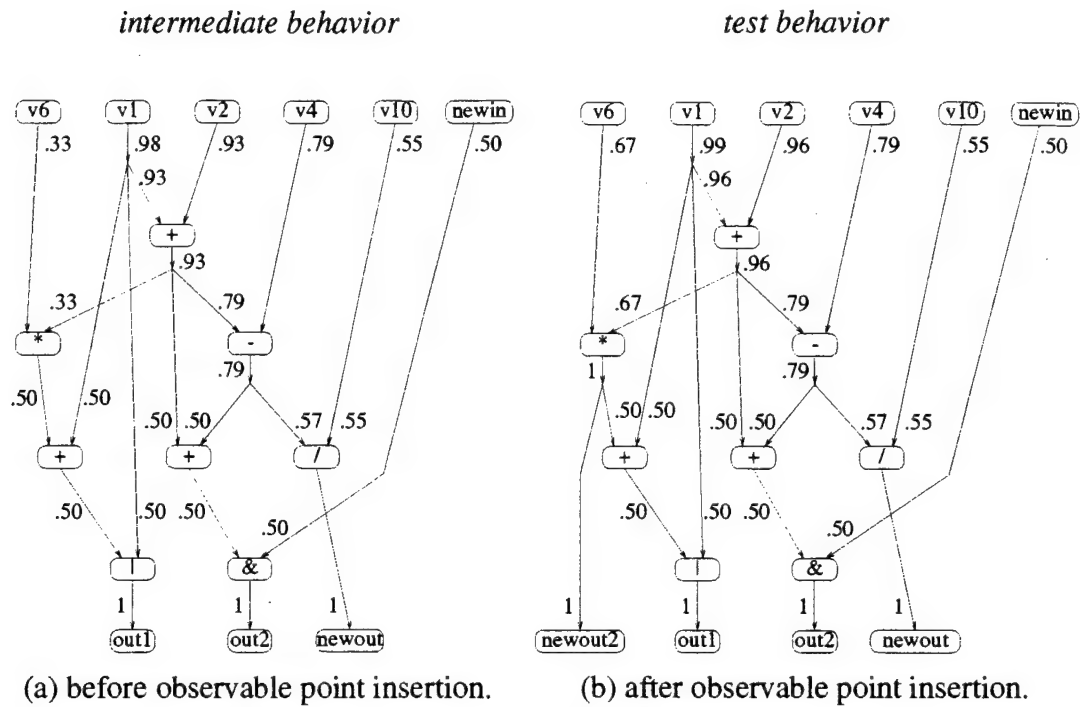 intermediate behavior test behavior
v6 v1 v2 v4 v10 newin v6 v1 v2 v4 v10 newin
.33 .98 .93 .79 .55 .50 .67 .99 .96 .79 .55 .50
.93 .96
+ +
.93 .96
.33 .79 .67 .79
* - * -
.79 1 .79
.50 .50 .50 .50 .57 .55 .50 .50 .50 .50 .57 .55
+ + / + + /
.50 .50 .50 .50 .50 .50 .50 .50
| & | &
1 1 1 1 1 1 1
out1 out2 newout newout2 out1 out2 newout
(a) before observable point insertion. (b) after observable point insertion.